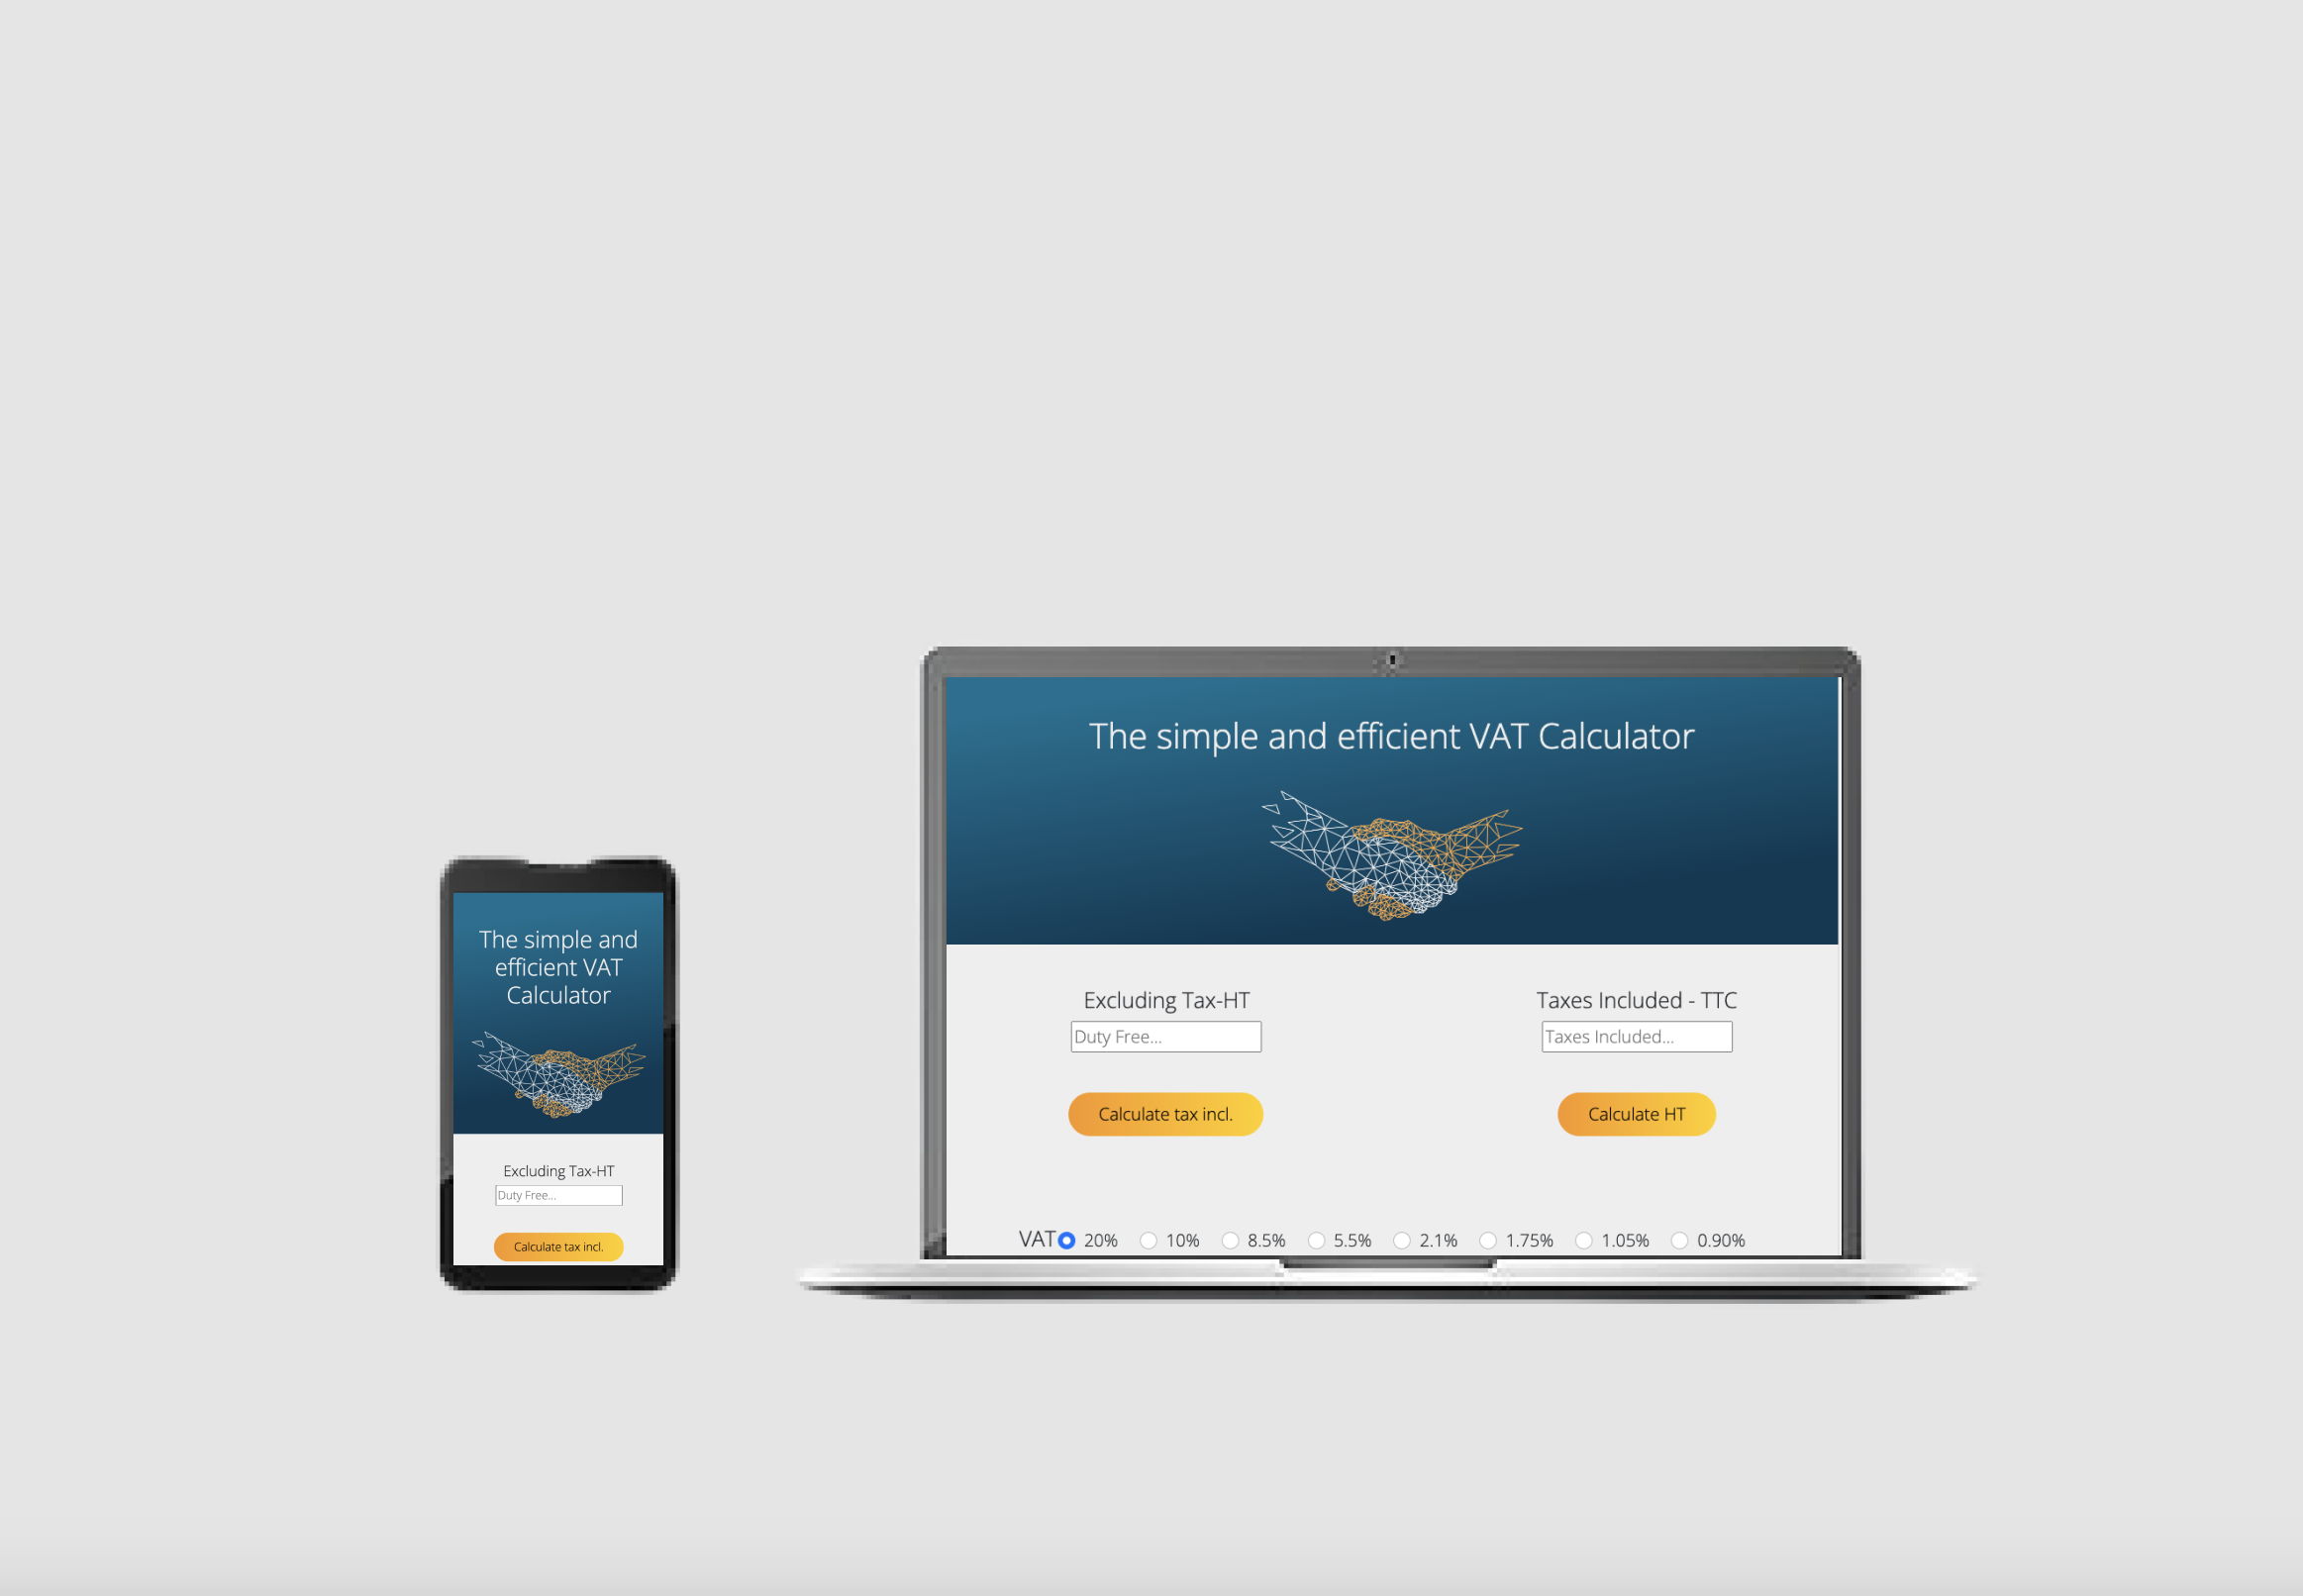 The simple and efficient VAT Calculator
Excluding Tax-HT
Duty Free...
Calculate tax incl.
Taxes Included - TTC
Taxes Included...
Calculate HT
VAT 20% 10% 8.5% 5.5% 2.1% 1.75% 1.05% 0.90%
The simple and
efficient VAT
Calculator
Excluding Tax-HT
Duty Free...
Calculate tax incl.